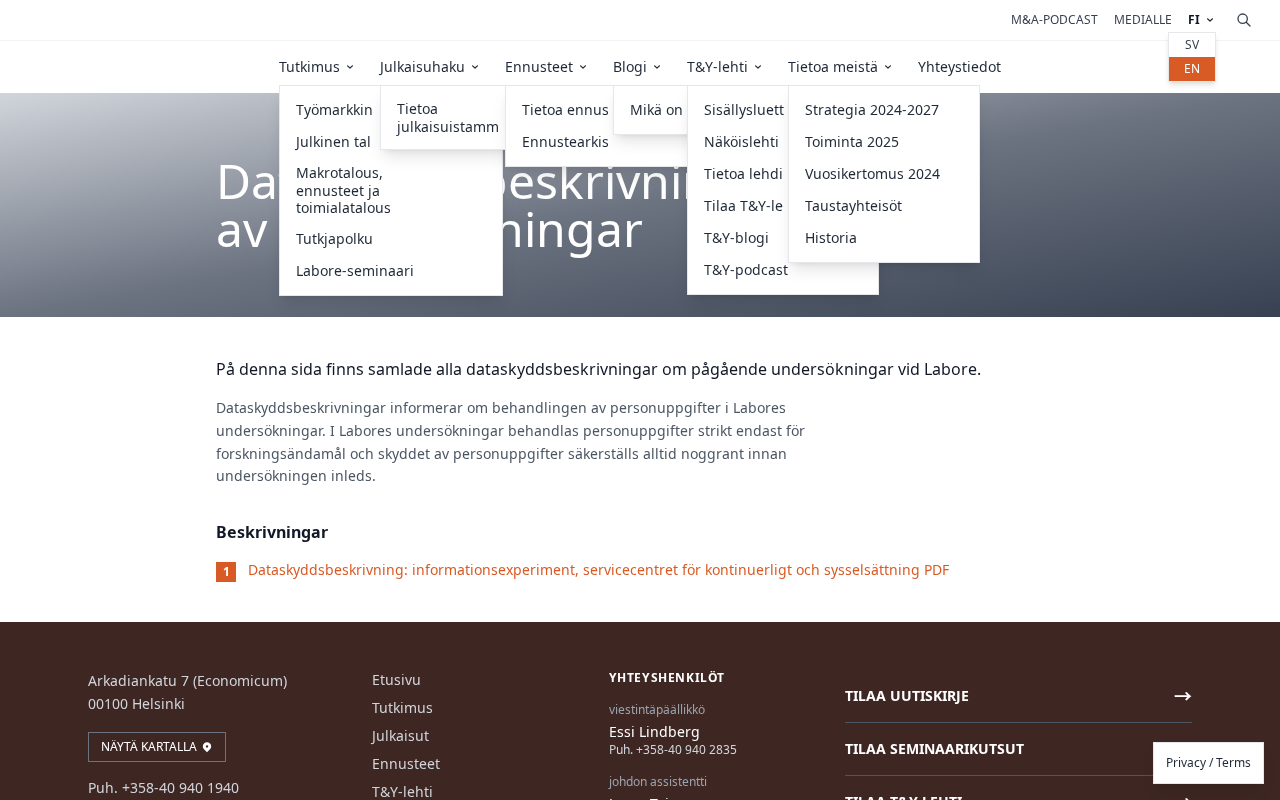 M&A-PODCAST MEDIALLE FI
SV
EN
Tutkimus Julkaisuhaku Ennusteet Blogi T&Y-lehti Tietoa meistä Yhteystiedot
Työmarkkin
Julkinen tal
Makrotalous,
ennusteet ja
toimialatalous
Tutkjapolku
Labore-seminaari
Tietoa
julkaisuistamm
Tietoa ennus
Ennustearkis
Mikä on
Sisällysluett
Näköislehti
Tietoa lehdi
Tilaa T&Y-le
T&Y-blogi
T&Y-podcast
Strategia 2024-2027
Toiminta 2025
Vuosikertomus 2024
Taustayhteisöt
Historia
av ningar
På denna sida finns samlade alla dataskyddsbeskrivningar om pågående undersökningar vid Labore.
Dataskyddsbeskrivningar informerar om behandlingen av personuppgifter i Labores
undersökningar. I Labores undersökningar behandlas personuppgifter strikt endast för
forskningsändamål och skyddet av personuppgifter säkerställs alltid noggrant innan
undersökningen inleds.
Beskrivningar
1 Dataskyddsbeskrivning: informationsexperiment, servicecentret för kontinuerligt och sysselsättning PDF
Arkadiankatu 7 (Economicum)
00100 Helsinki
NÄYTÄ KARTALLA
Puh. +358-40 940 1940
Etusivu
Tutkimus
Julkaisut
Ennusteet
T&Y-lehti
YHTEYSHENKILÖT
viestintäpäällikkö
Essi Lindberg
Puh. +358-40 940 2835
johdon assistentti
TILAA UUTISKIRJE
TILAA SEMINAARIKUTSUT
TILAA T&Y-LEHTI
Privacy / Terms